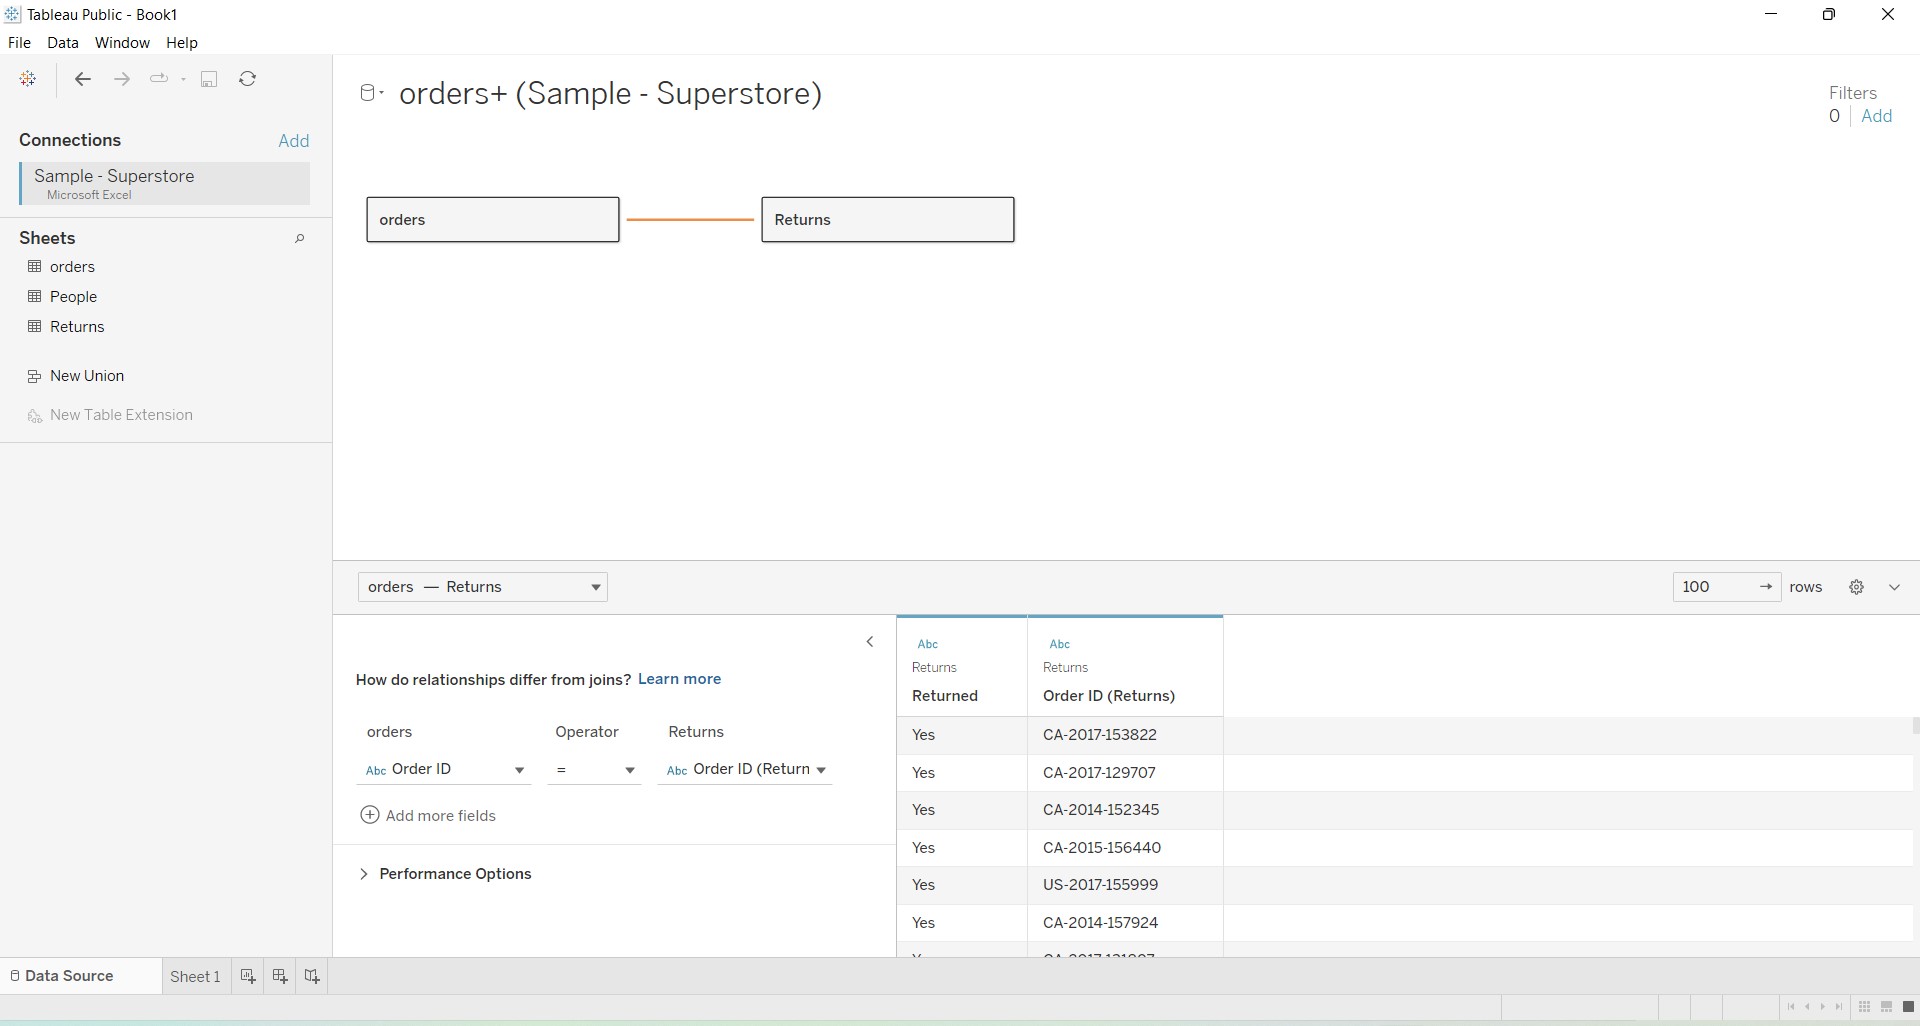 Tableau Public - Book1
File Data Window Help
Connections Add
Sample - Superstore
Microsoft Excel
Sheets
orders
People
Returns
New Union
New Table Extension
orders+ (Sample - Superstore)
Filters
0 Add
orders Returns
orders — Returns
100 → rows
How do relationships differ from joins? Learn more
orders Operator Returns
Abc Order ID = Abc Order ID (Return
Add more fields
Performance Options
Abc Abc
Returns Returns
Returned Order ID (Returns)
Yes CA-2017-153822
Yes CA-2017-129707
Yes CA-2014-152345
Yes CA-2015-156440
Yes US-2017-155999
Yes CA-2014-157924
Data Source Sheet 1